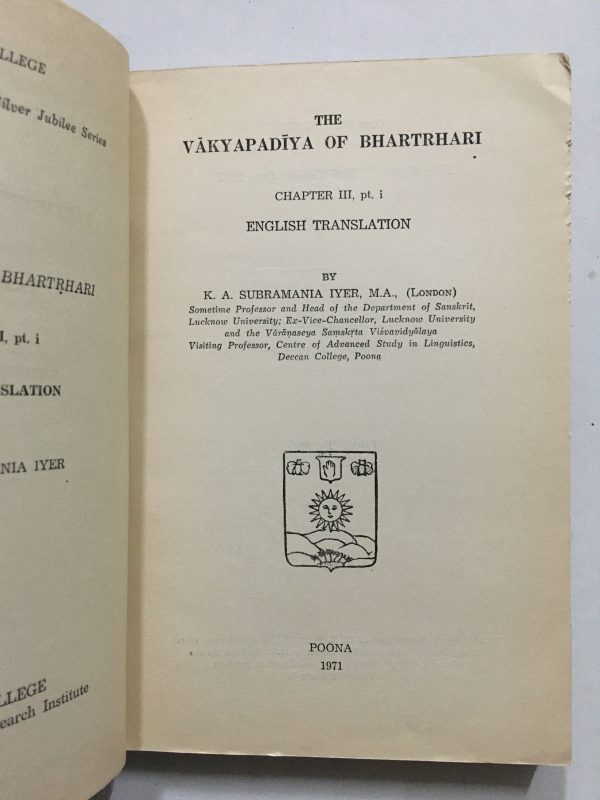 LLEGE
Silver Jubilee Series
BHARTṚHARI
I, pt. i
SLATION
NIA IYER
LLEGE
earch Institute
THE
VĀKYAPADĪYA OF BHARTRHARI
CHAPTER III, pt. i
ENGLISH TRANSLATION
BY
K. A. SUBRAMANIA IYER, M.A., (London)
Sometime Professor and Head of the Department of Sanskrit,
Lucknow University; Ex-Vice-Chancellor, Lucknow University
and the Vārāṇaseya Saṃskṛta Viśvavidyālaya
Visiting Professor, Centre of Advanced Study in Linguistics,
Deccan College, Poona
POONA
1971